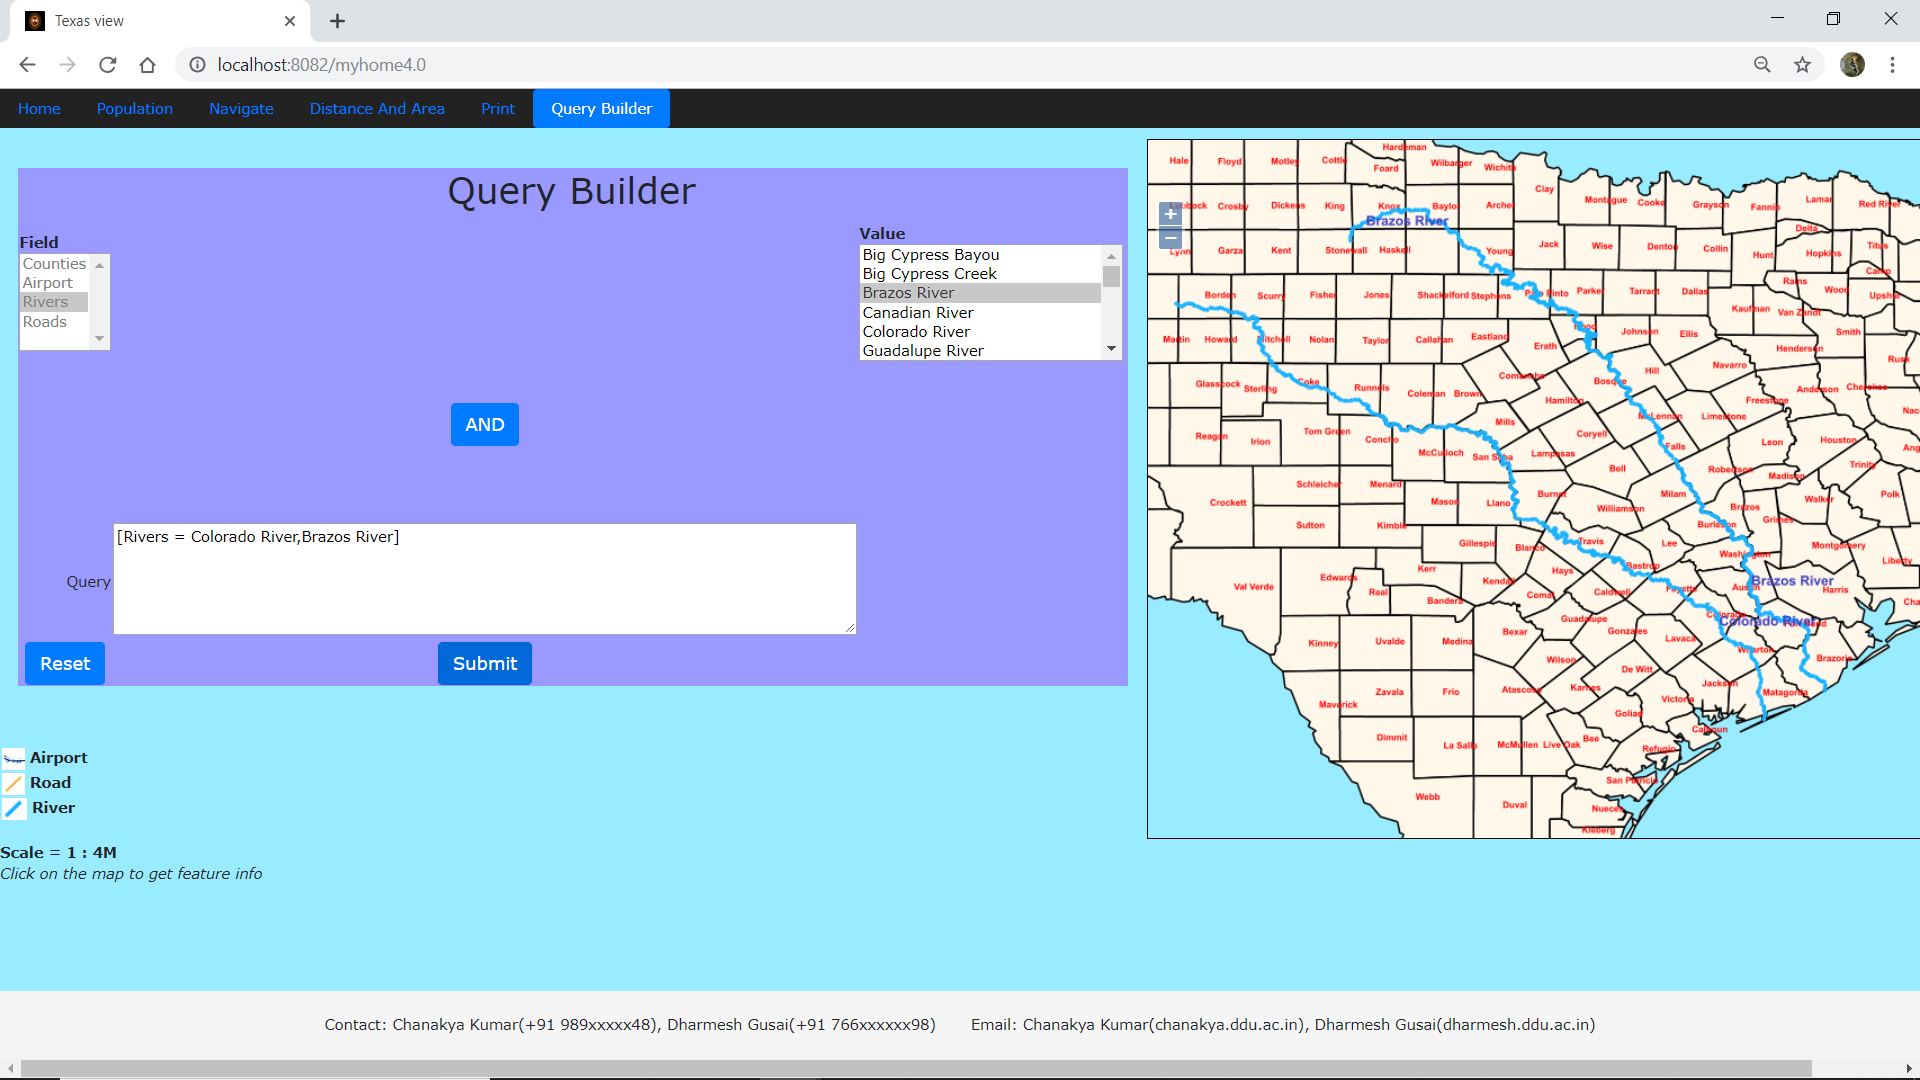 Texas view
localhost:8082/myhome4.0
Home Population Navigate Distance And Area Print Query Builder
Query Builder
Field
Counties
Airport
Rivers
Roads
Value
Big Cypress Bayou
Big Cypress Creek
Brazos River
Canadian River
Colorado River
Guadalupe River
AND
Query
[Rivers = Colorado River,Brazos River]
Reset
Submit
Airport
Road
River
Scale = 1 : 4M
Click on the map to get feature info
+
−
Hale Floyd Motley Cottle Hardeman Foard Wilbarger Wichita Clay
Montague Cooke Grayson Fannin Lamar Red River Delta
Crosby Dickens King Knox Baylor Archer
Brazos River
Lynn Garza Kent Stonewall Haskell Young Jack Wise Denton Collin Hunt Hopkins Titus Camp
Borden Scurry Fisher Jones Shackelford Stephens Palo Pinto Parker Tarrant Dallas Rains Wood Upshur
Kaufman Van Zandt
Martin Howard Mitchell Nolan Taylor Callahan Eastland Erath Hood Johnson Ellis Henderson Smith
Glasscock Sterling Coke Runnels Coleman Brown Comanche Hamilton Bosque Hill Navarro Freestone Anderson Cherokee Rusk
Reagan Irion Tom Green Concho McCulloch San Saba Mills Lampasas Coryell McLennan Limestone Falls Leon Houston Nac
Bell Robertson Madison Trinity Ang
Crockett Schleicher Menard Mason Llano Burnet Williamson Milam Brazos Grimes Walker Polk
Sutton Kimble Gillespie Blanco Travis Lee Burleson Washington Montgomery Liberty
Val Verde Edwards Real Kerr Kendall Bandera Comal Hays Caldwell Bastrop Fayette Austin Harris Cha
Brazos River
Colorado River
Kinney Uvalde Medina Bexar Guadalupe Gonzales Lavaca Colorado Wharton Brazoria
Maverick Zavala Frio Atascosa Wilson Karnes De Witt Victoria Jackson Matagorda
Dimmit La Salle McMullen Live Oak Bee Goliad Refugio Calhoun
Webb Duval San Patricio Nueces Kleberg
Contact: Chanakya Kumar(+91 989xxxxx48), Dharmesh Gusai(+91 766xxxxxx98) Email: Chanakya Kumar(chanakya.ddu.ac.in), Dharmesh Gusai(dharmesh.ddu.ac.in)